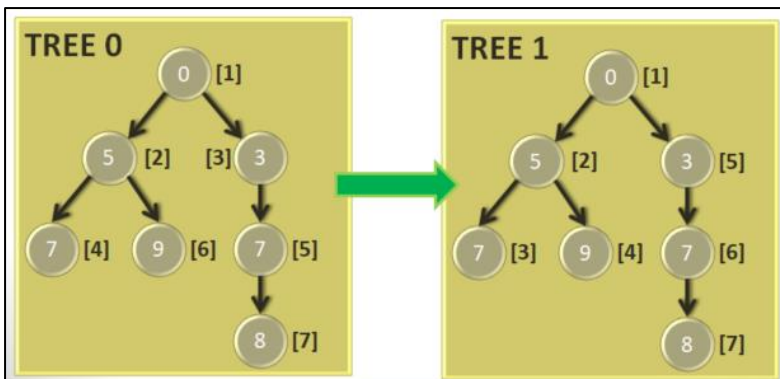 TREE 0
0 [1]
5 [2] [3] 3
7 [4] 9 [6] 7 [5]
8 [7]
TREE 1
0 [1]
5 [2] 3 [5]
7 [3] 9 [4] 7 [6]
8 [7]